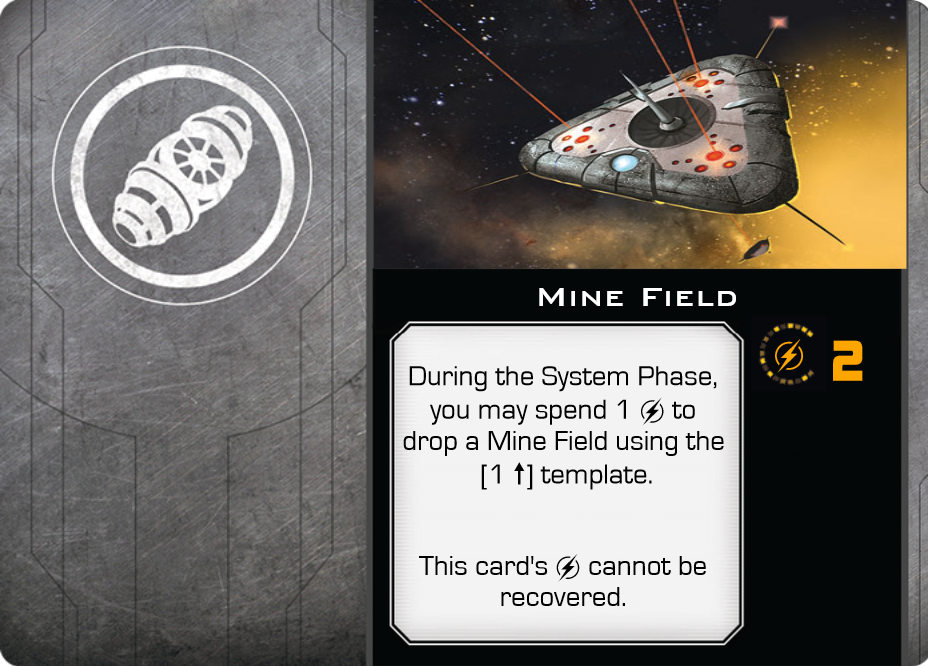 Mine Field
2
During the System Phase,
you may spend 1 to
drop a Mine Field using the
[1 ⬆] template.
This card's cannot be
recovered.